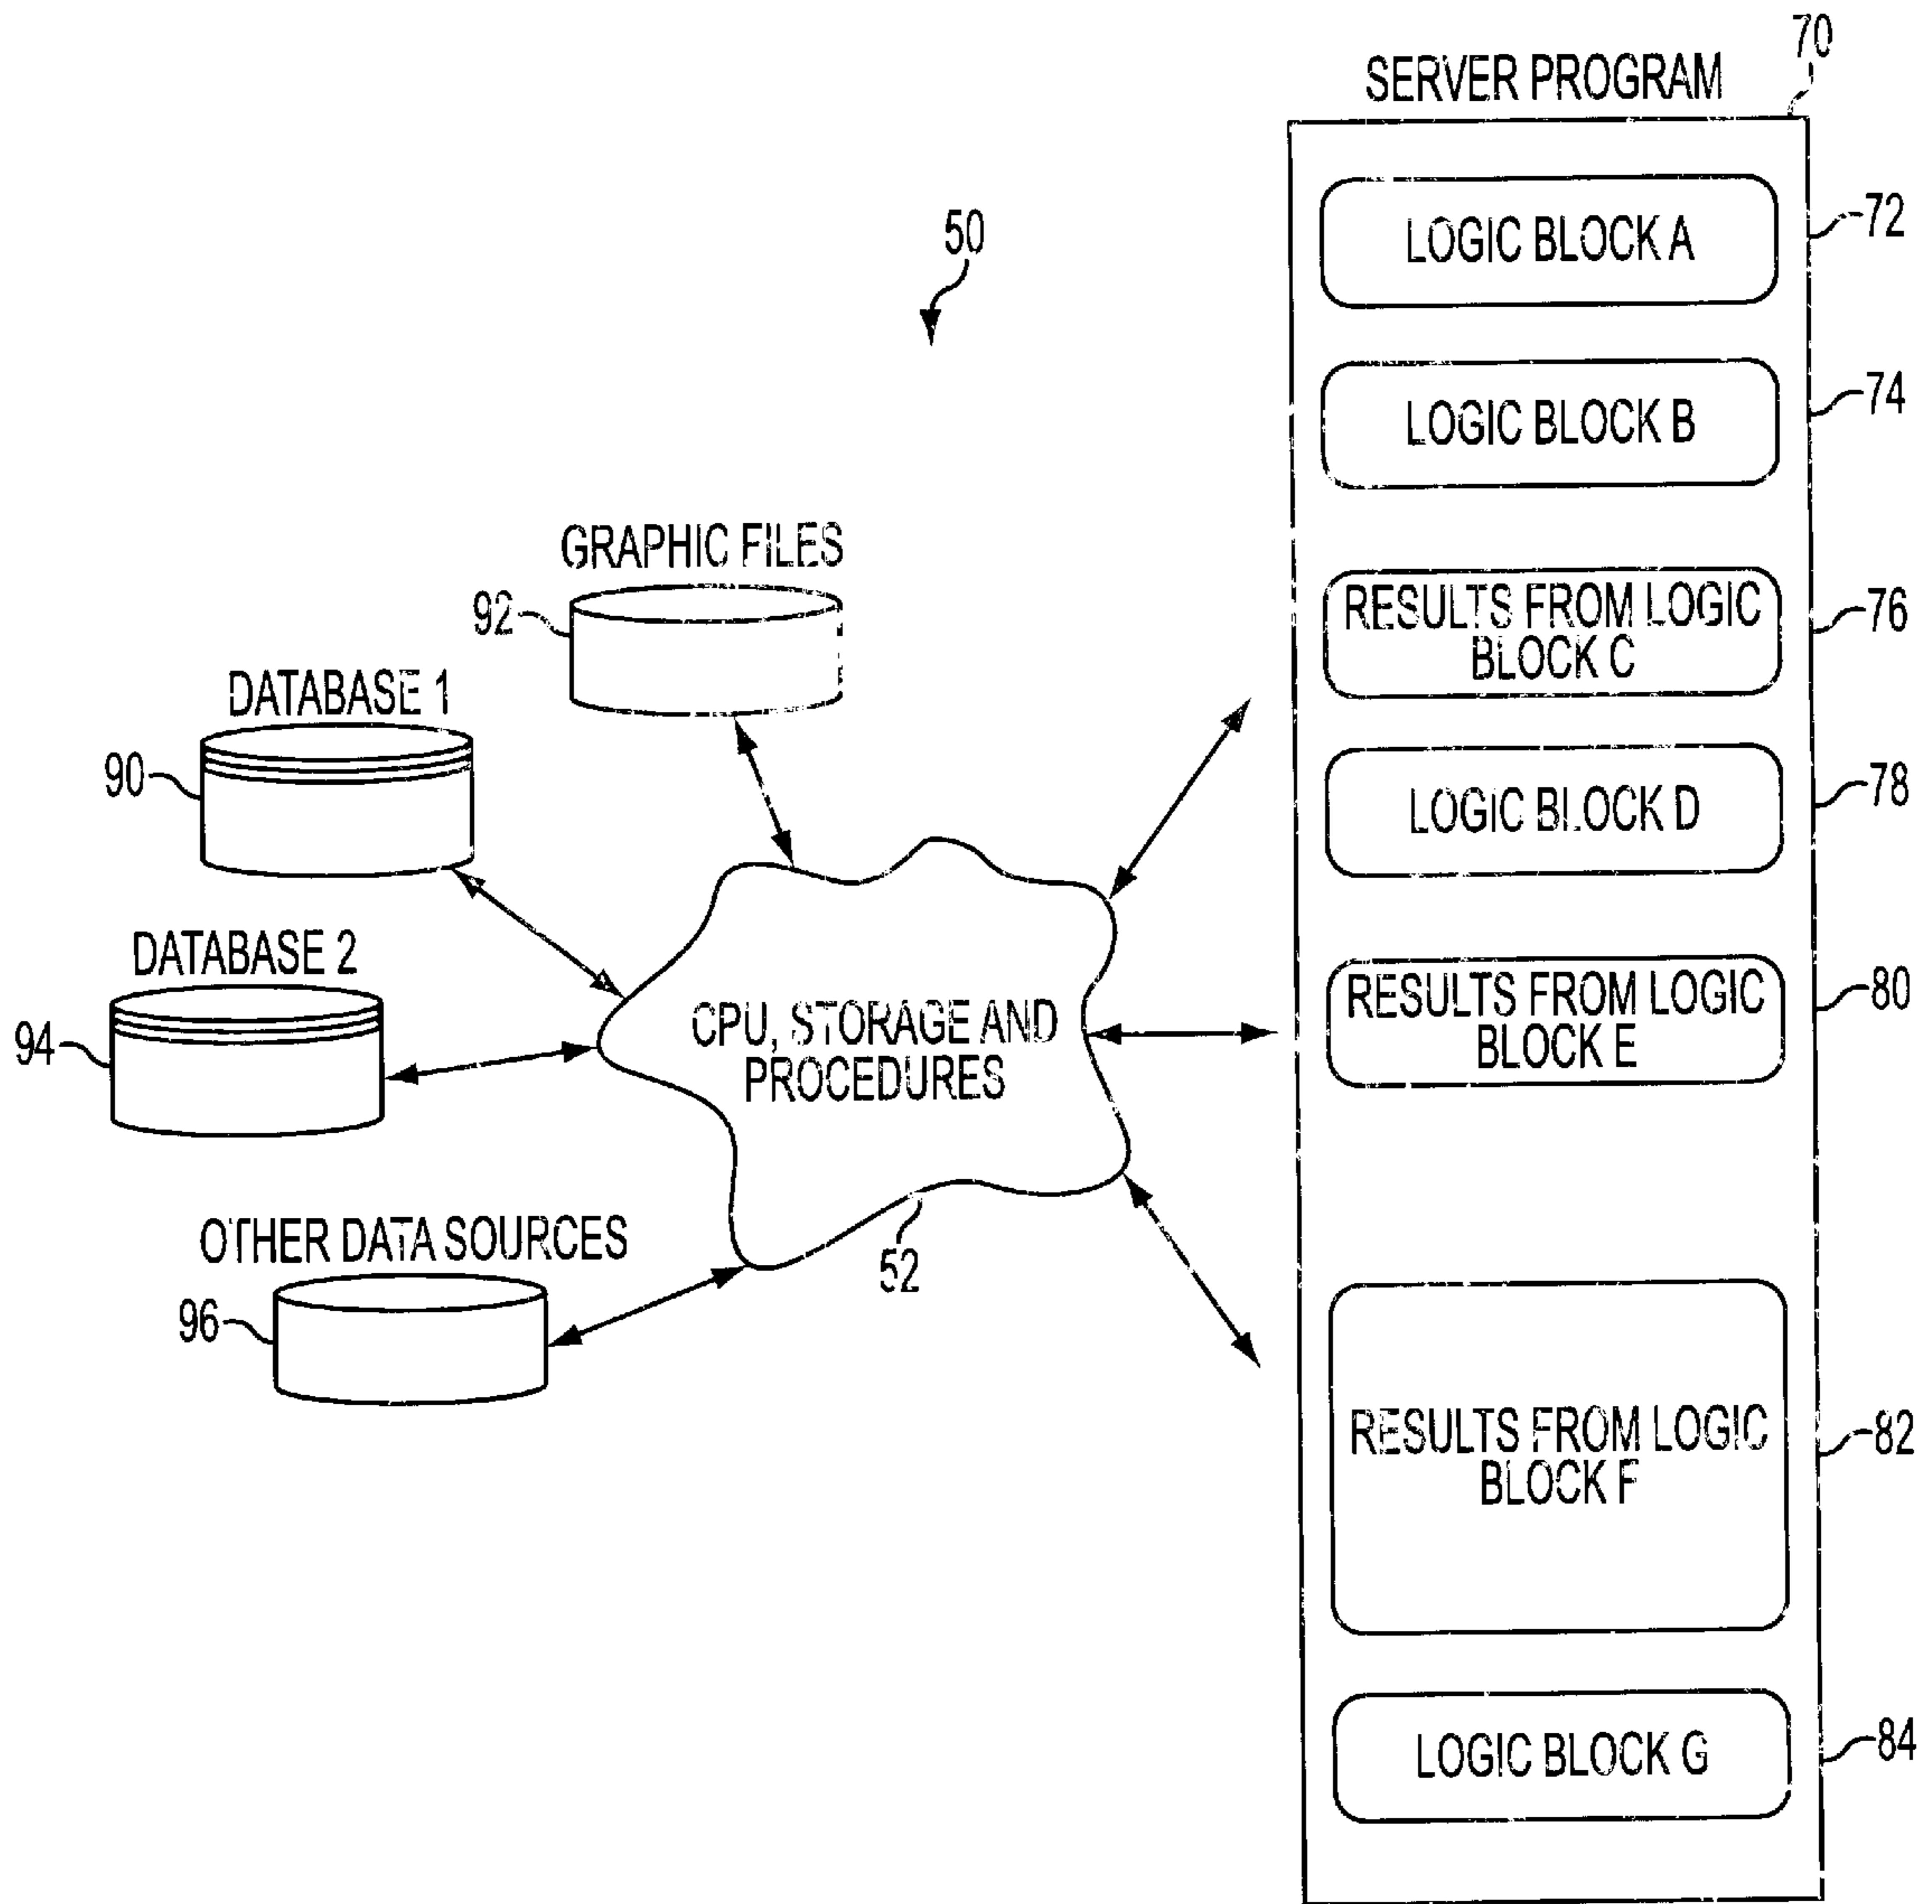 70
SERVER PROGRAM
LOGIC BLOCK A
72
50
LOGIC BLOCK B
74
GRAPHIC FILES
92
RESULTS FROM LOGIC
BLOCK C
76
DATABASE 1
90
LOGIC BLOCK D
78
DATABASE 2
94
CPU, STORAGE AND
PROCEDURES
52
RESULTS FROM LOGIC
BLOCK E
80
OTHER DATA SOURCES
96
RESULTS FROM LOGIC
BLOCK F
82
LOGIC BLOCK G
84